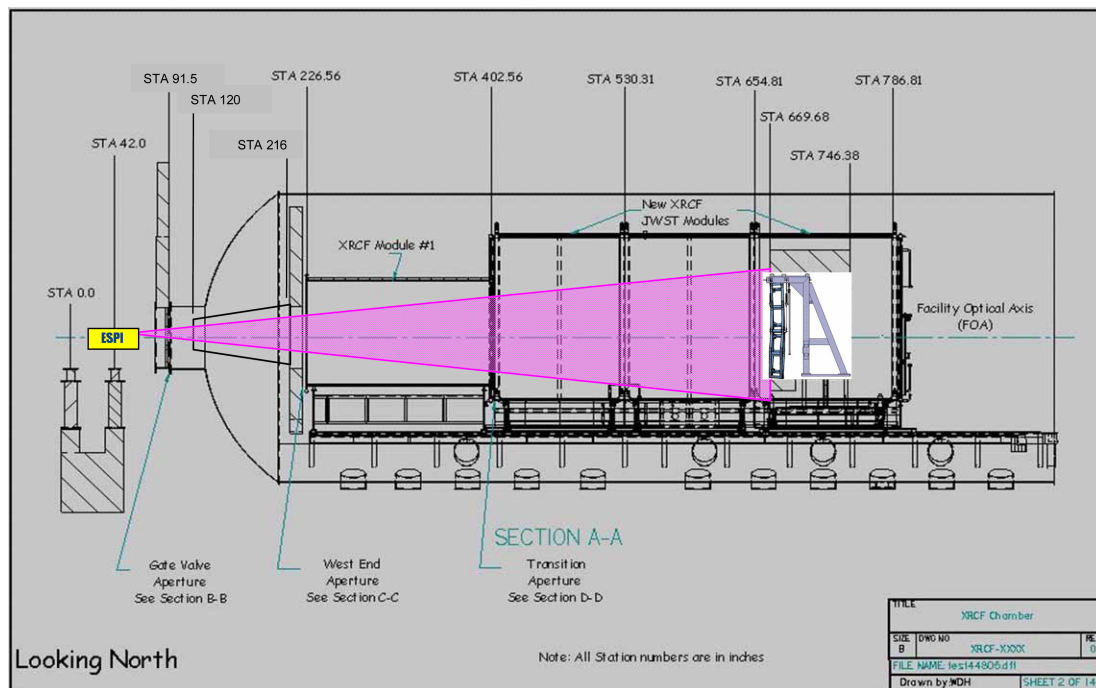 STA 91.5
STA 226.56
STA 402.56
STA 530.31
STA 654.81
STA 786.81
STA 120
STA 669.68
STA 42.0
STA 216
STA 746.38
New XRCF
JWST Modules
XRCF Module #1
STA 0.0
ESPI
Facility Optical Axis
(FOA)
SECTION A-A
Gate Valve
Aperture
See Section B-B
West End
Aperture
See Section C-C
Transition
Aperture
See Section D-D
Looking North
Note: All Station numbers are in inches
TITLE
XRCF Chamber
SIZE DWG NO RE
B XRCF-XXXX 0
FILE NAME: test44805.d11
Drawn by: WDH SHEET 2 OF 14